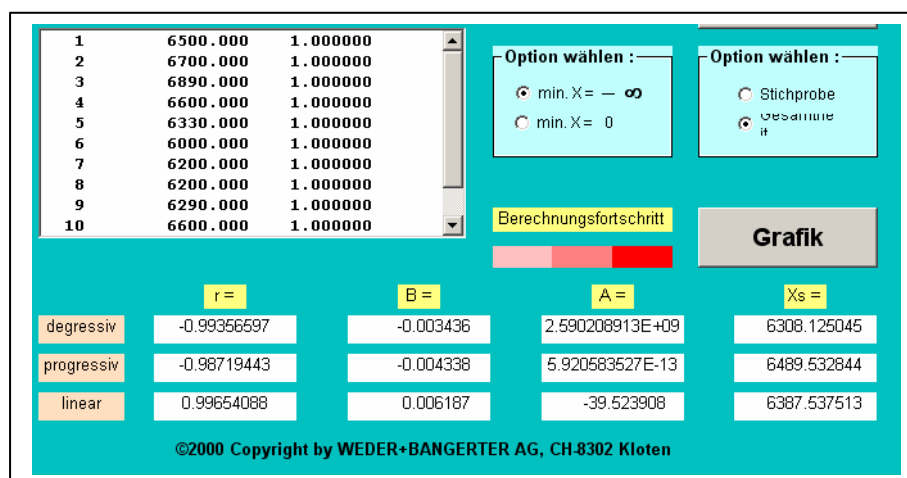 1 6500.000 1.000000
2 6700.000 1.000000
3 6890.000 1.000000
4 6600.000 1.000000
5 6330.000 1.000000
6 6000.000 1.000000
7 6200.000 1.000000
8 6200.000 1.000000
9 6290.000 1.000000
10 6600.000 1.000000
Option wählen :
min. X = — ∞
min. X = 0
Option wählen :
Stichprobe
Gesamthe
it
Berechnungsfortschritt
Grafik
r = B = A = Xs =
degressiv -0.99356597 -0.003436 2.590208913E+09 6308.125045
progressiv -0.98719443 -0.004338 5.920583527E-13 6489.532844
linear 0.99654088 0.006187 -39.523908 6387.537513
©2000 Copyright by WEDER+BANGERTER AG, CH-8302 Kloten